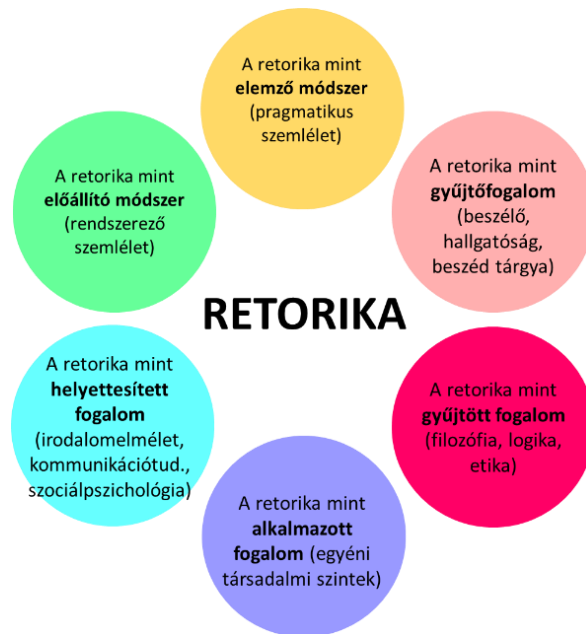 A retorika mint
elemző módszer
(pragmatikus
szemlélet)
A retorika mint
gyűjtőfogalom
(beszélő,
hallgatóság,
beszéd tárgya)
A retorika mint
gyűjtött fogalom
(filozófia, logika,
etika)
A retorika mint
alkalmazott
fogalom (egyéni
társadalmi szintek)
A retorika mint
helyettesített
fogalom
(irodalomelmélet,
kommunikációtud.,
szociálpszichológia)
A retorika mint
előállító módszer
(rendszerező
szemlélet)
RETORIKA